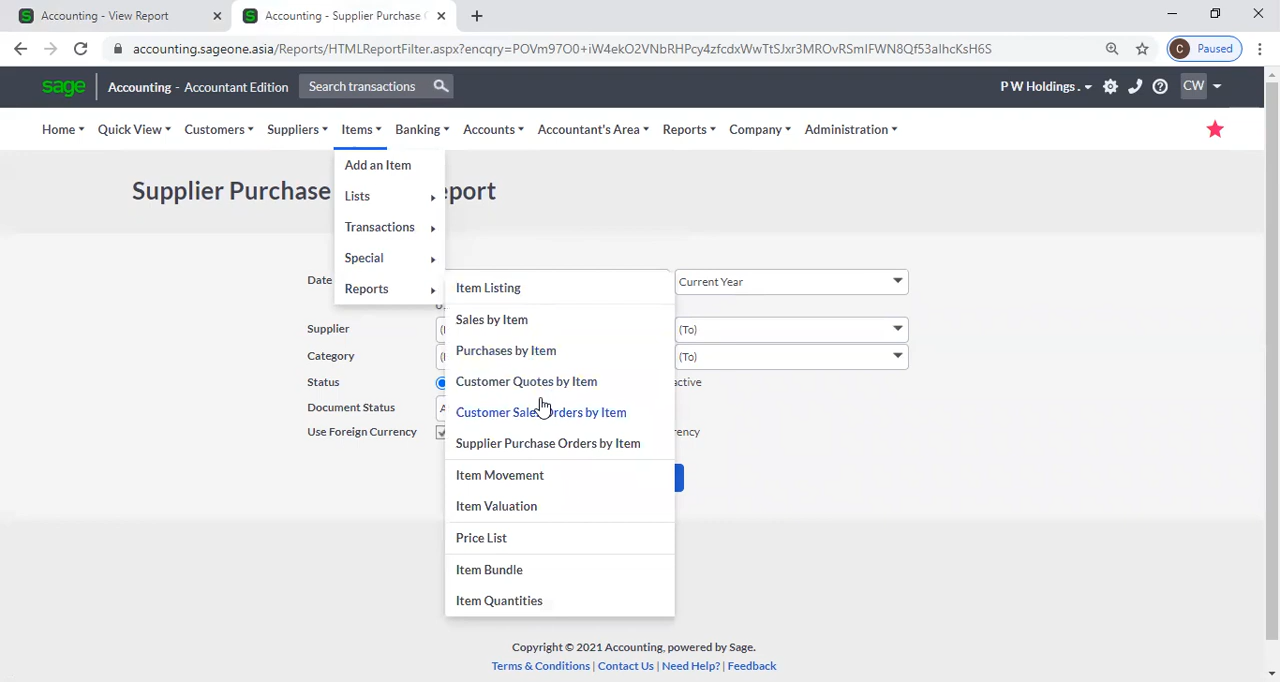 Accounting - View Report
Accounting - Supplier Purchase
accounting.sageone.asia/Reports/HTMLReportFilter.aspx?encqry=POVm97O0+iW4ekO2VNbRHPcy4zfcdxWwTtSJxr3MROvRSmIFWN8Qf53alhcKsH6S
C Paused
sage Accounting - Accountant Edition Search transactions P W Holdings . CW
Home Quick View Customers Suppliers Items Banking Accounts Accountant's Area Reports Company Administration
Add an Item
Supplier Purchase port
Lists
Transactions
Special
Reports
Date Current Year
Item Listing
Sales by Item
Supplier (To)
Purchases by Item
Category (To)
Customer Quotes by Item
Status active
Document Status
Customer Sales Orders by Item
Use Foreign Currency rency
Supplier Purchase Orders by Item
Item Movement
Item Valuation
Price List
Item Bundle
Item Quantities
Copyright © 2021 Accounting, powered by Sage.
Terms & Conditions | Contact Us | Need Help? | Feedback